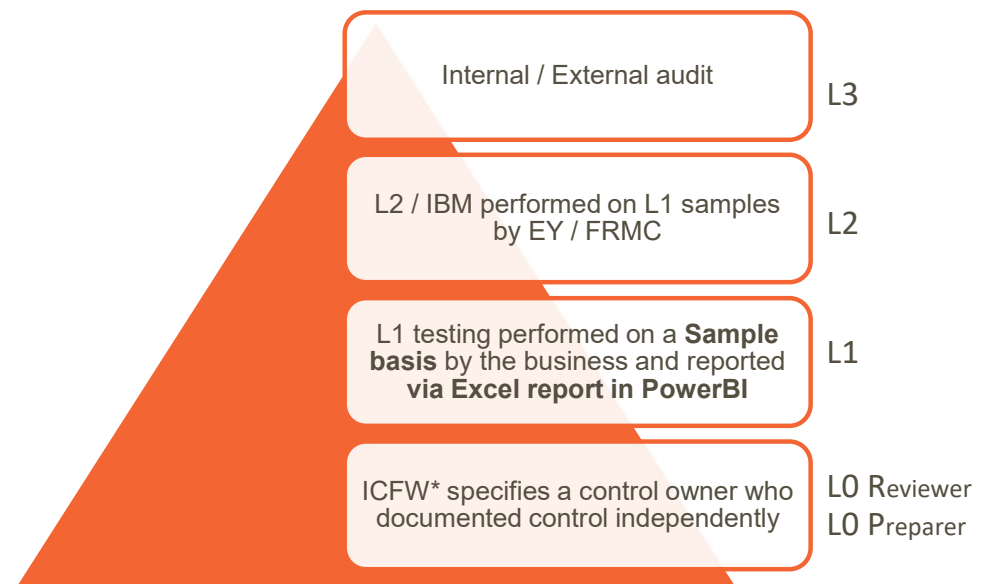 Internal / External audit
L3
L2 / IBM performed on L1 samples
by EY / FRMC
L2
L1 testing performed on a Sample
basis by the business and reported
via Excel report in PowerBI
L1
ICFW* specifies a control owner who
documented control independently
L0 Reviewer
L0 Preparer